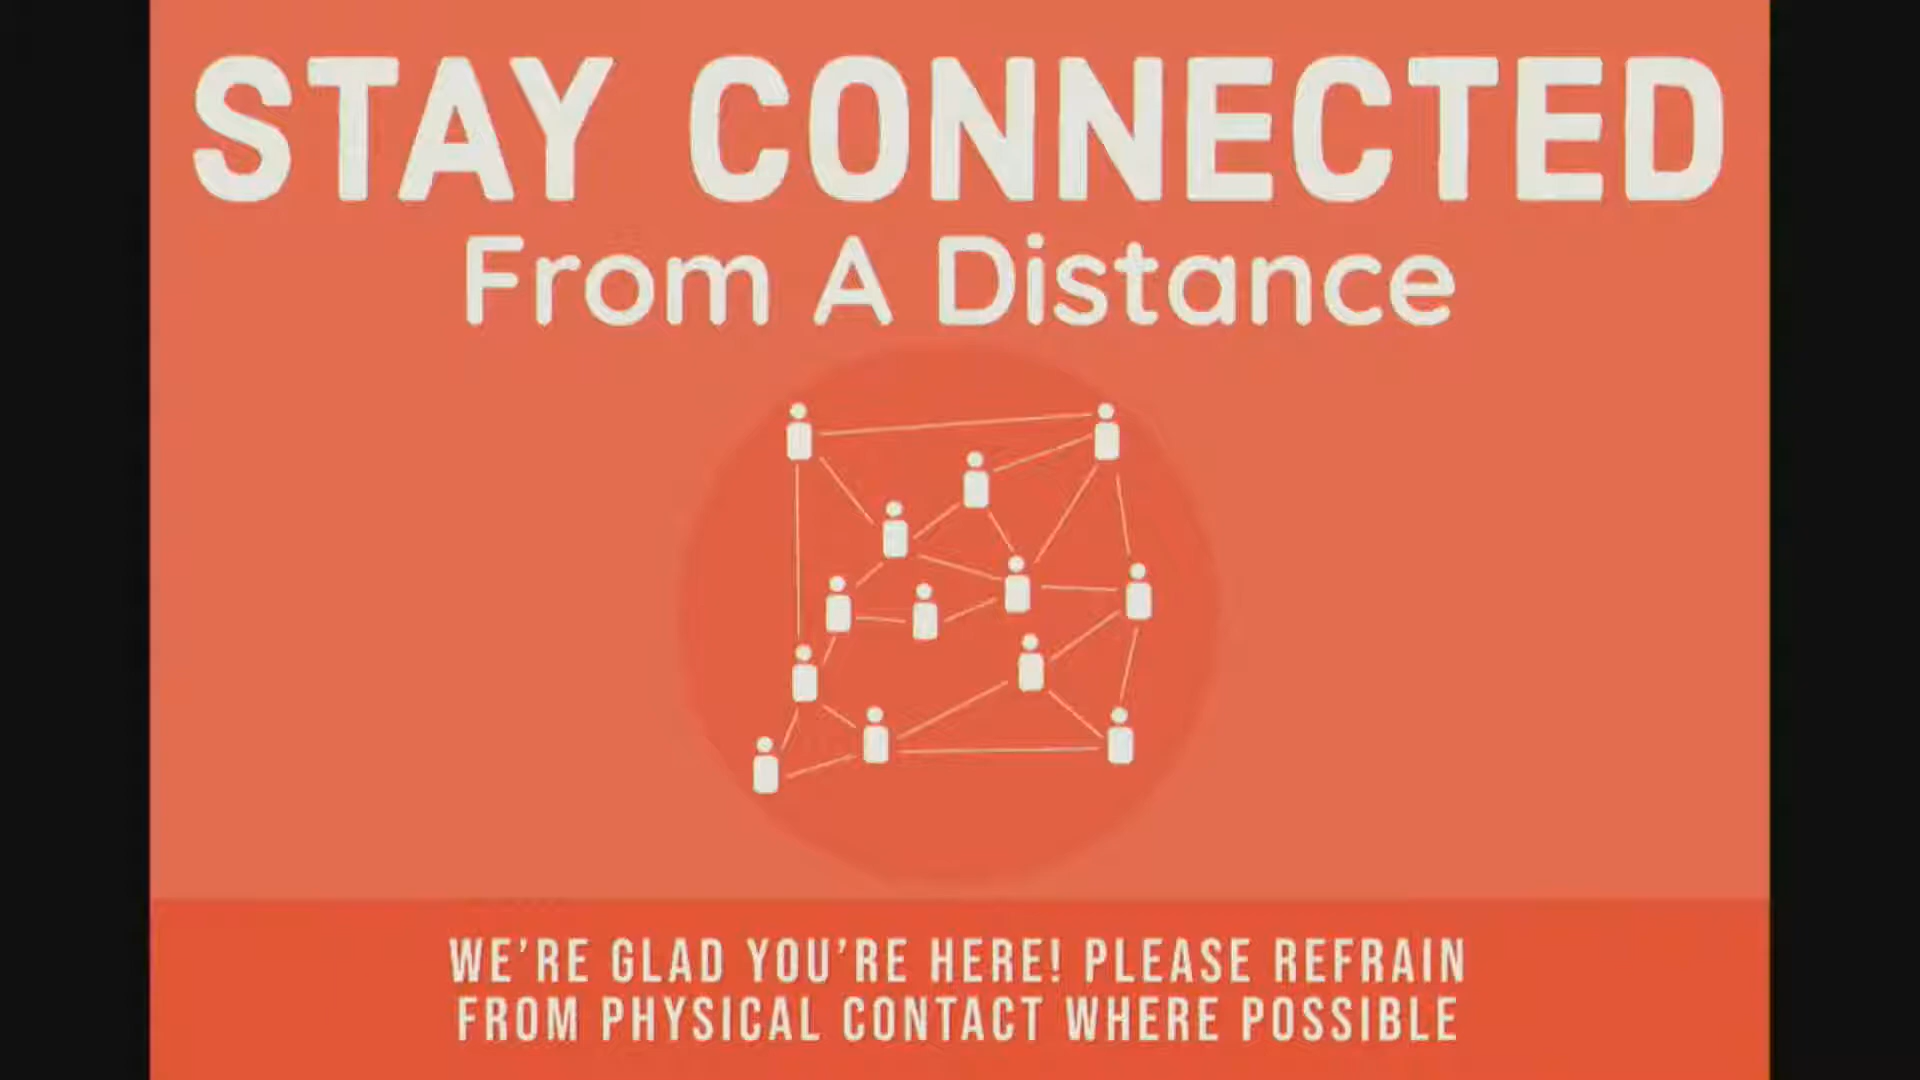 STAY CONNECTED
From A Distance
WE'RE GLAD YOU'RE HERE! PLEASE REFRAIN
FROM PHYSICAL CONTACT WHERE POSSIBLE